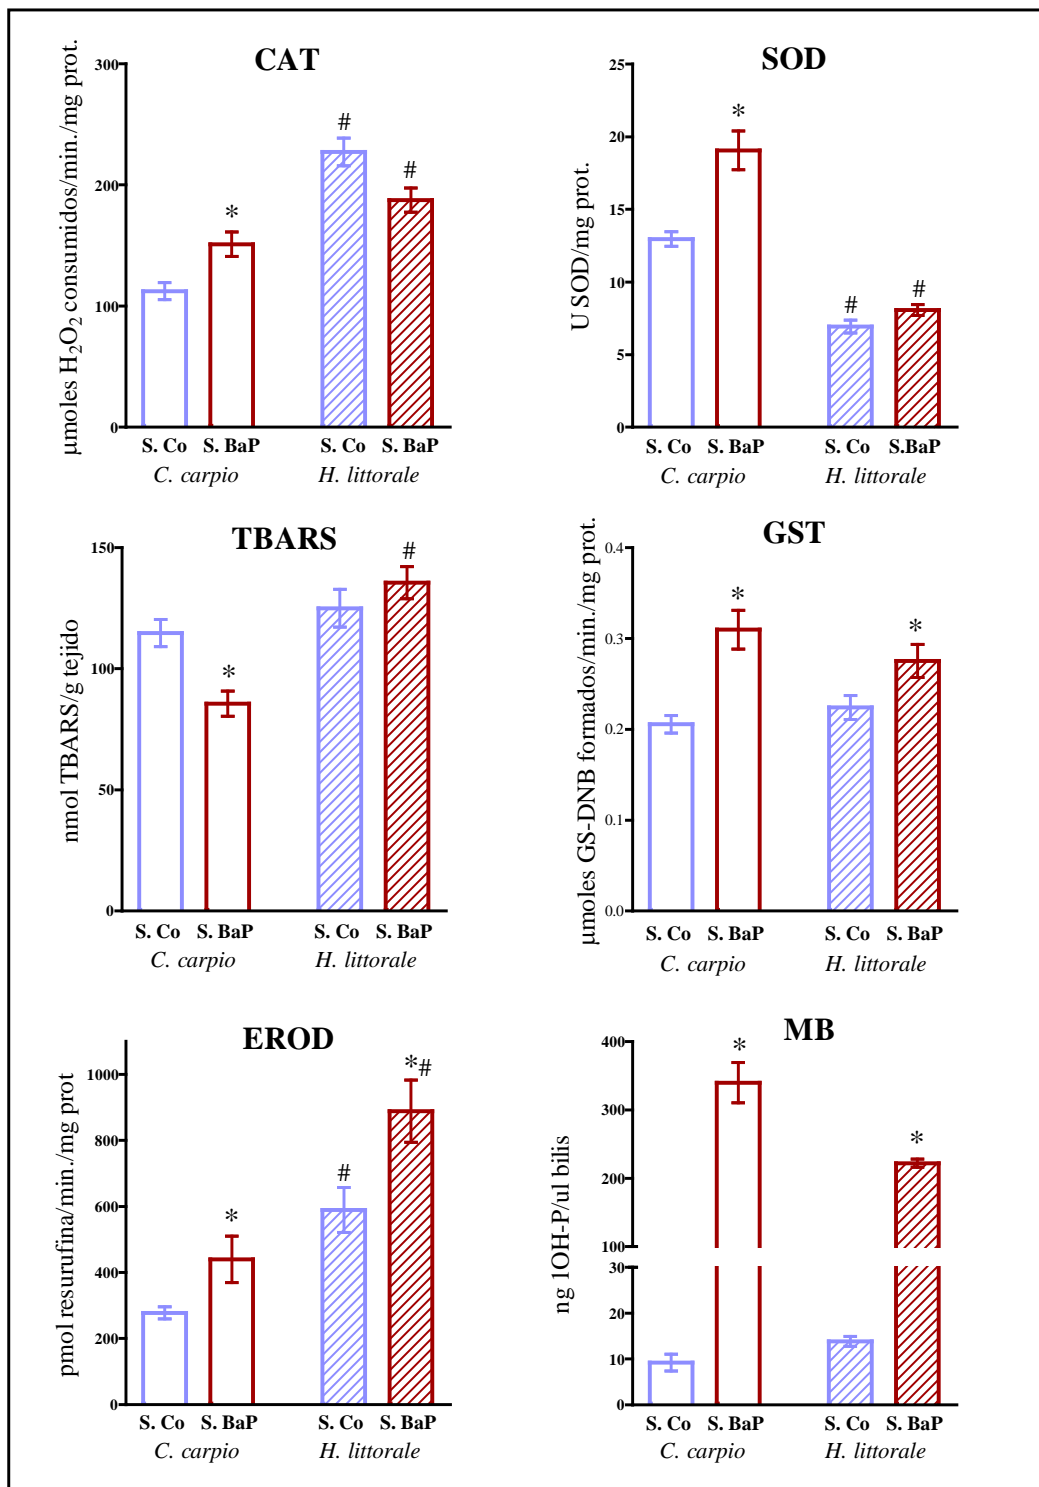 CAT
μmoles H₂O₂ consumidos/min./mg prot.
300
200
100
0
*
#
#
S. Co S. BaP S. Co S. BaP
C. carpio H. littorale
SOD
U SOD/mg prot.
25
20
15
10
5
0
*
#
#
S. Co S. BaP S. Co S.BaP
C. carpio H. littorale
TBARS
nmol TBARS/g tejido
150
100
50
0
*
#
S. Co S. BaP S. Co S. BaP
C. carpio H. littorale
GST
μmoles GS-DNB formados/min./mg prot.
0.4
0.3
0.2
0.1
0.0
*
*
S. Co S. BaP S. Co S. BaP
C. carpio H. littorale
EROD
pmol resurufina/min./mg prot
1000
800
600
400
200
0
*
#
*#
S. Co S. BaP S. Co S. BaP
C. carpio H. littorale
MB
ng 1OH-P/ul bilis
400
300
200
100
30
20
10
0
*
*
S. Co S. BaP S. Co S. BaP
C. carpio H. littorale